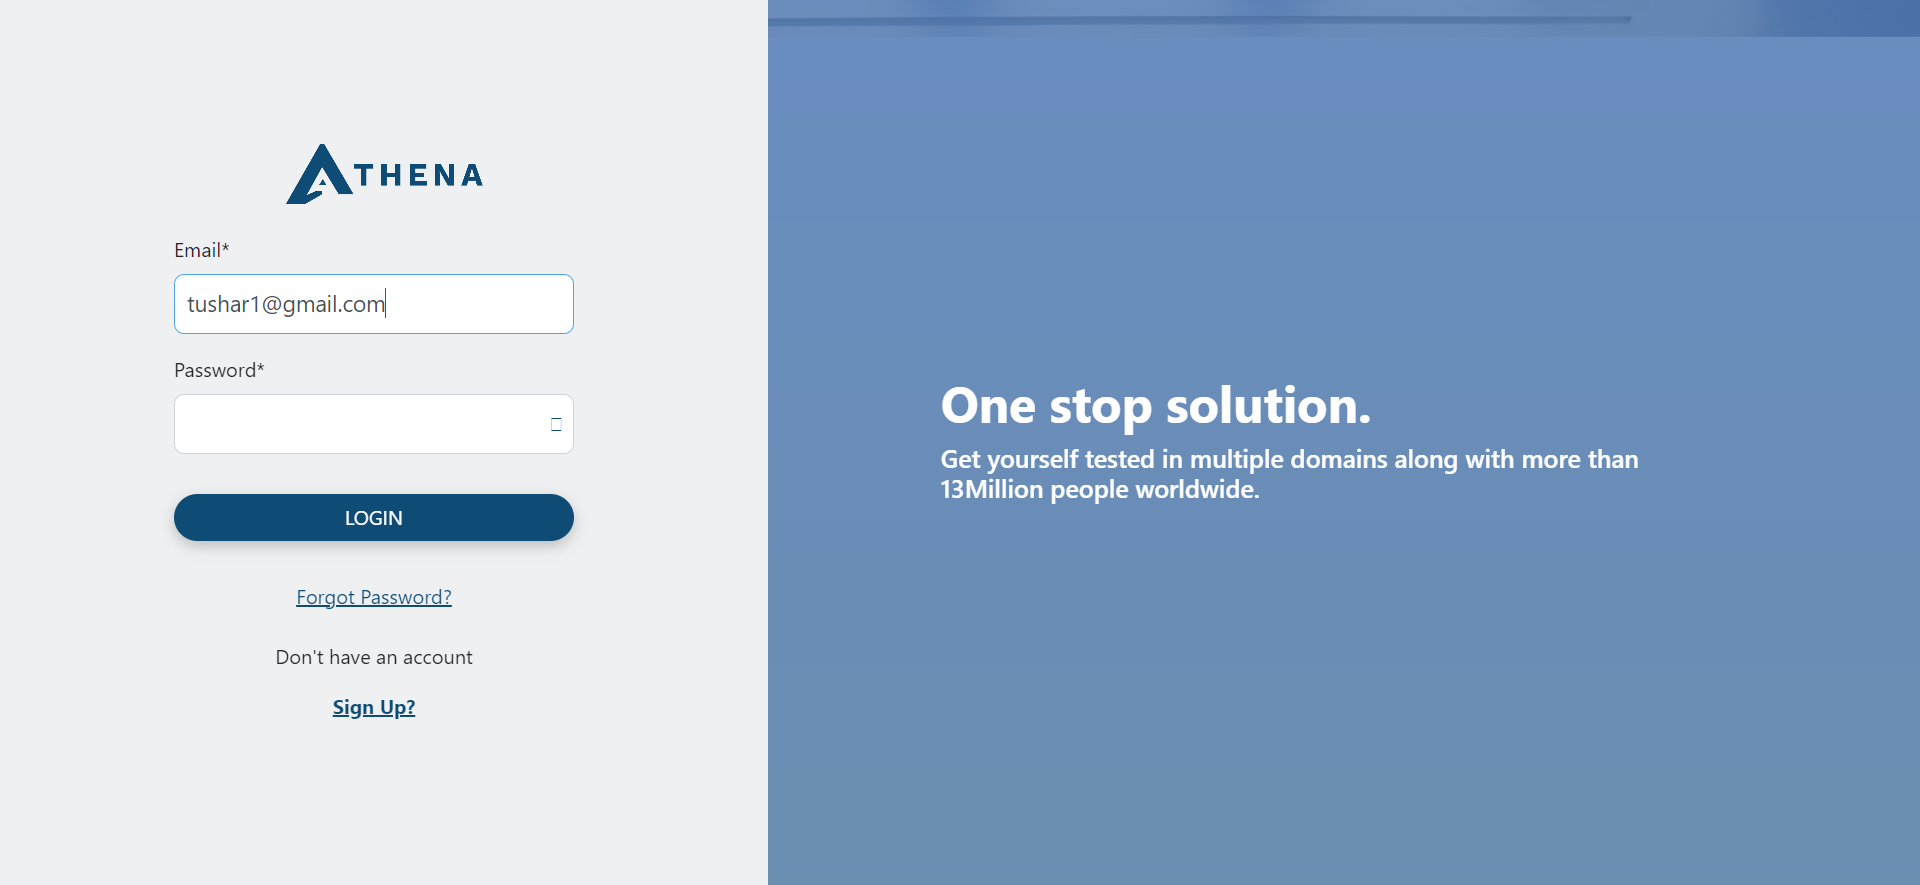 ATHENA
Email*
tushar1@gmail.com
Password*
LOGIN
Forgot Password?
Don't have an account
Sign Up?
One stop solution.
Get yourself tested in multiple domains along with more than
13Million people worldwide.